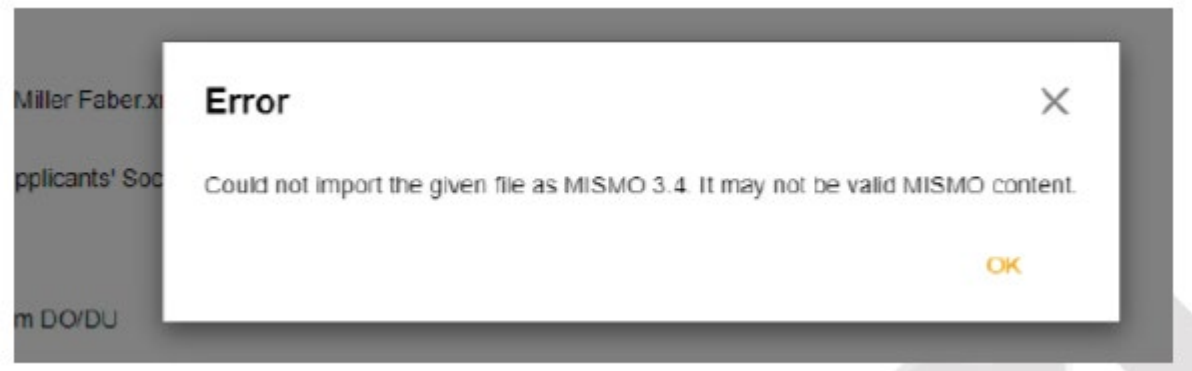 Error
Miller Faber.x
pplicants' Soc
Could not import the given file as MISMO 3.4. It may not be valid MISMO content.
OK
m DO/DU